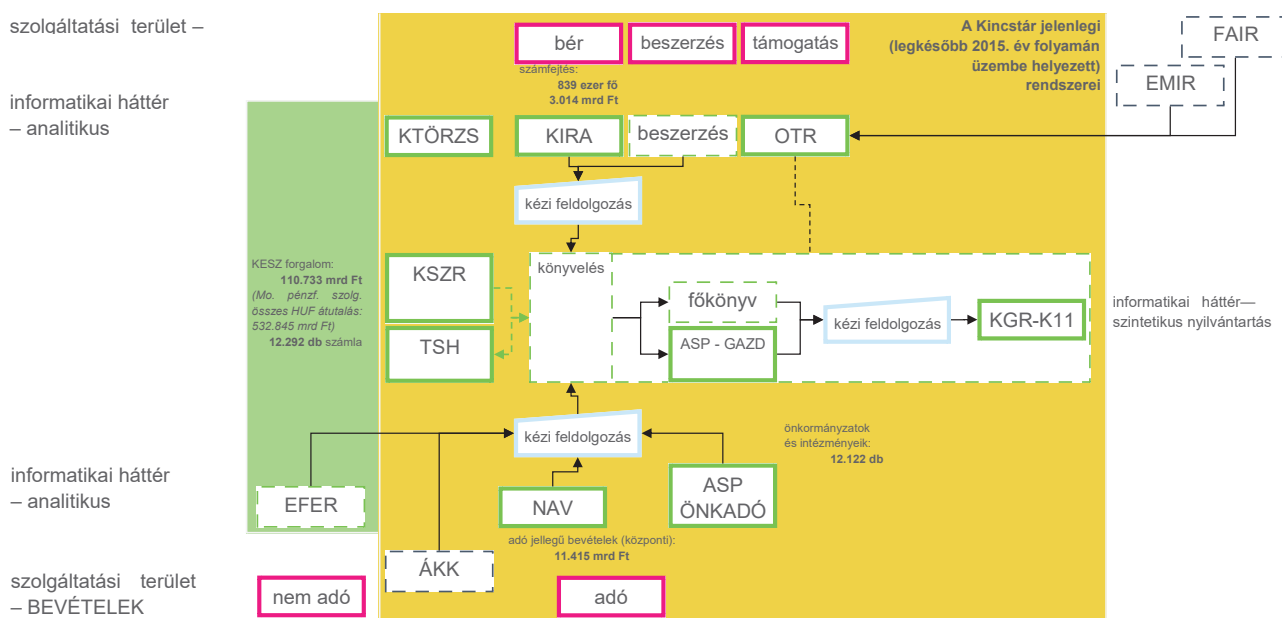 szolgáltatási terület –
bér
beszerzés
támogatás
A Kincstár jelenlegi
(legkésőbb 2015. év folyamán
üzembe helyezett)
rendszerei
FAIR
EMIR
számfejtés:
839 ezer fő
3.014 mrd Ft
informatikai háttér
– analitikus
KTÖRZS
KIRA
beszerzés
OTR
kézi feldolgozás
KESZ forgalom:
110.733 mrd Ft
(Mo. pénzf. szolg.
összes HUF átutalás:
532.845 mrd Ft)
12.292 db számla
KSZR
TSH
könyvelés
főkönyv
ASP - GAZD
kézi feldolgozás
KGR-K11
informatikai háttér—
szintetikus nyilvántartás
kézi feldolgozás
önkormányzatok
és intézményeik:
12.122 db
informatikai háttér
– analitikus
EFER
NAV
ASP
ÖNKADÓ
adó jellegű bevételek (központi):
11.415 mrd Ft
ÁKK
szolgáltatási terület
– BEVÉTELEK
nem adó
adó